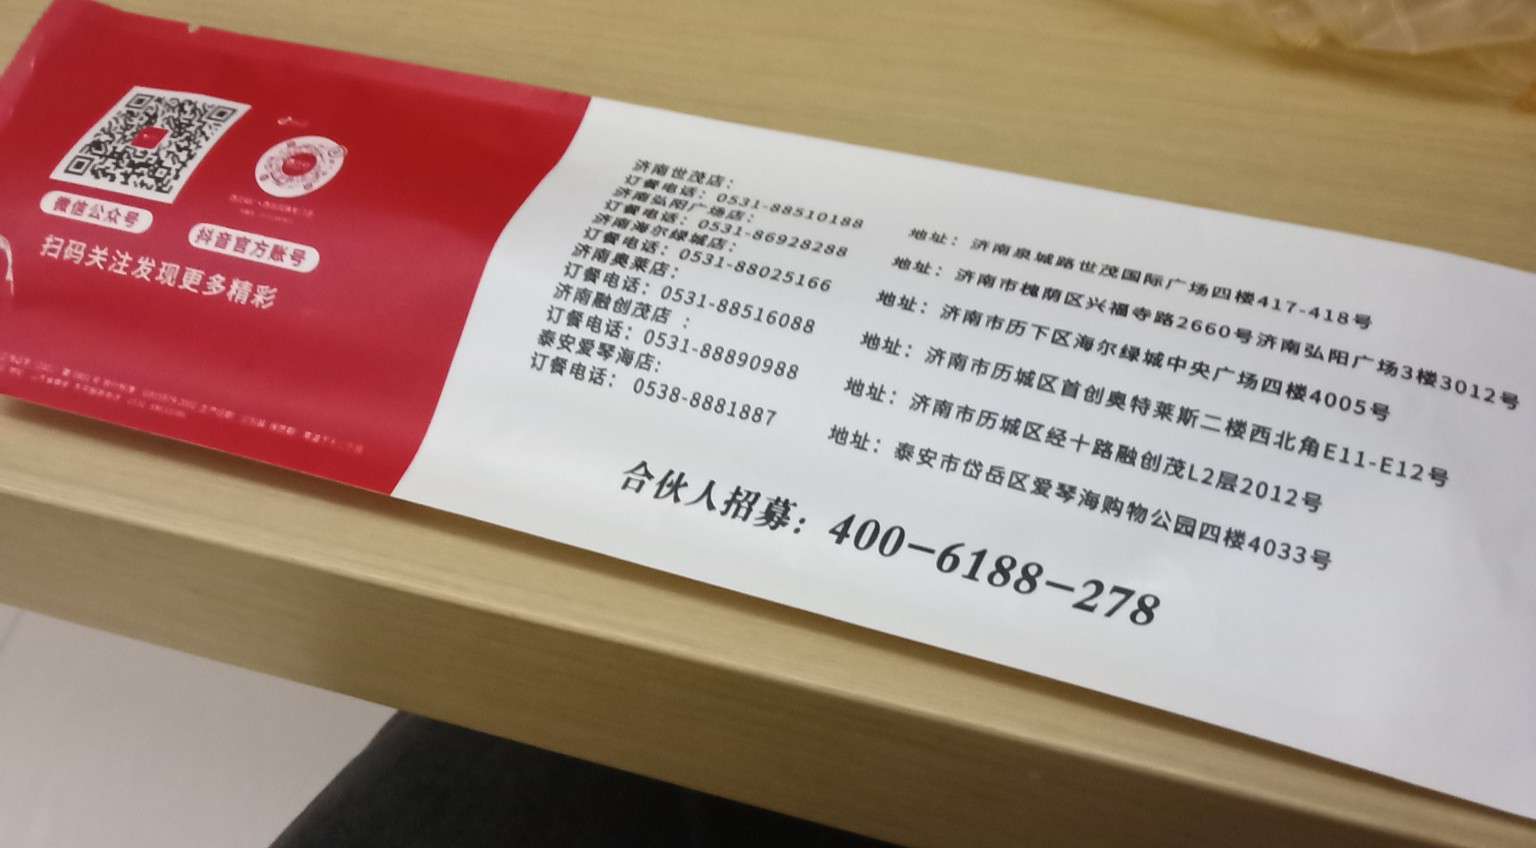 微信公众号
抖音官方账号
扫码关注发现更多精彩
济南世茂店：
订餐电话：0531-88510188
地址：济南泉城路世茂国际广场四楼417-418号
济南弘阳广场店：
订餐电话：0531-86928288
地址：济南市槐荫区兴福寺路2660号济南弘阳广场3楼3012号
济南海尔绿城店：
订餐电话：0531-88025166
地址：济南市历下区海尔绿城中央广场四楼4005号
济南奥莱店：
订餐电话：0531-88516088
地址：济南市历城区首创奥特莱斯二楼西北角E11-E12号
济南融创茂店 ：
订餐电话：0531-88890988
地址：济南市历城区经十路融创茂L2层2012号
泰安爱琴海店：
订餐电话： 0538-8881887
地址：泰安市岱岳区爱琴海购物公园四楼4033号
合伙人招募：400-6188-278